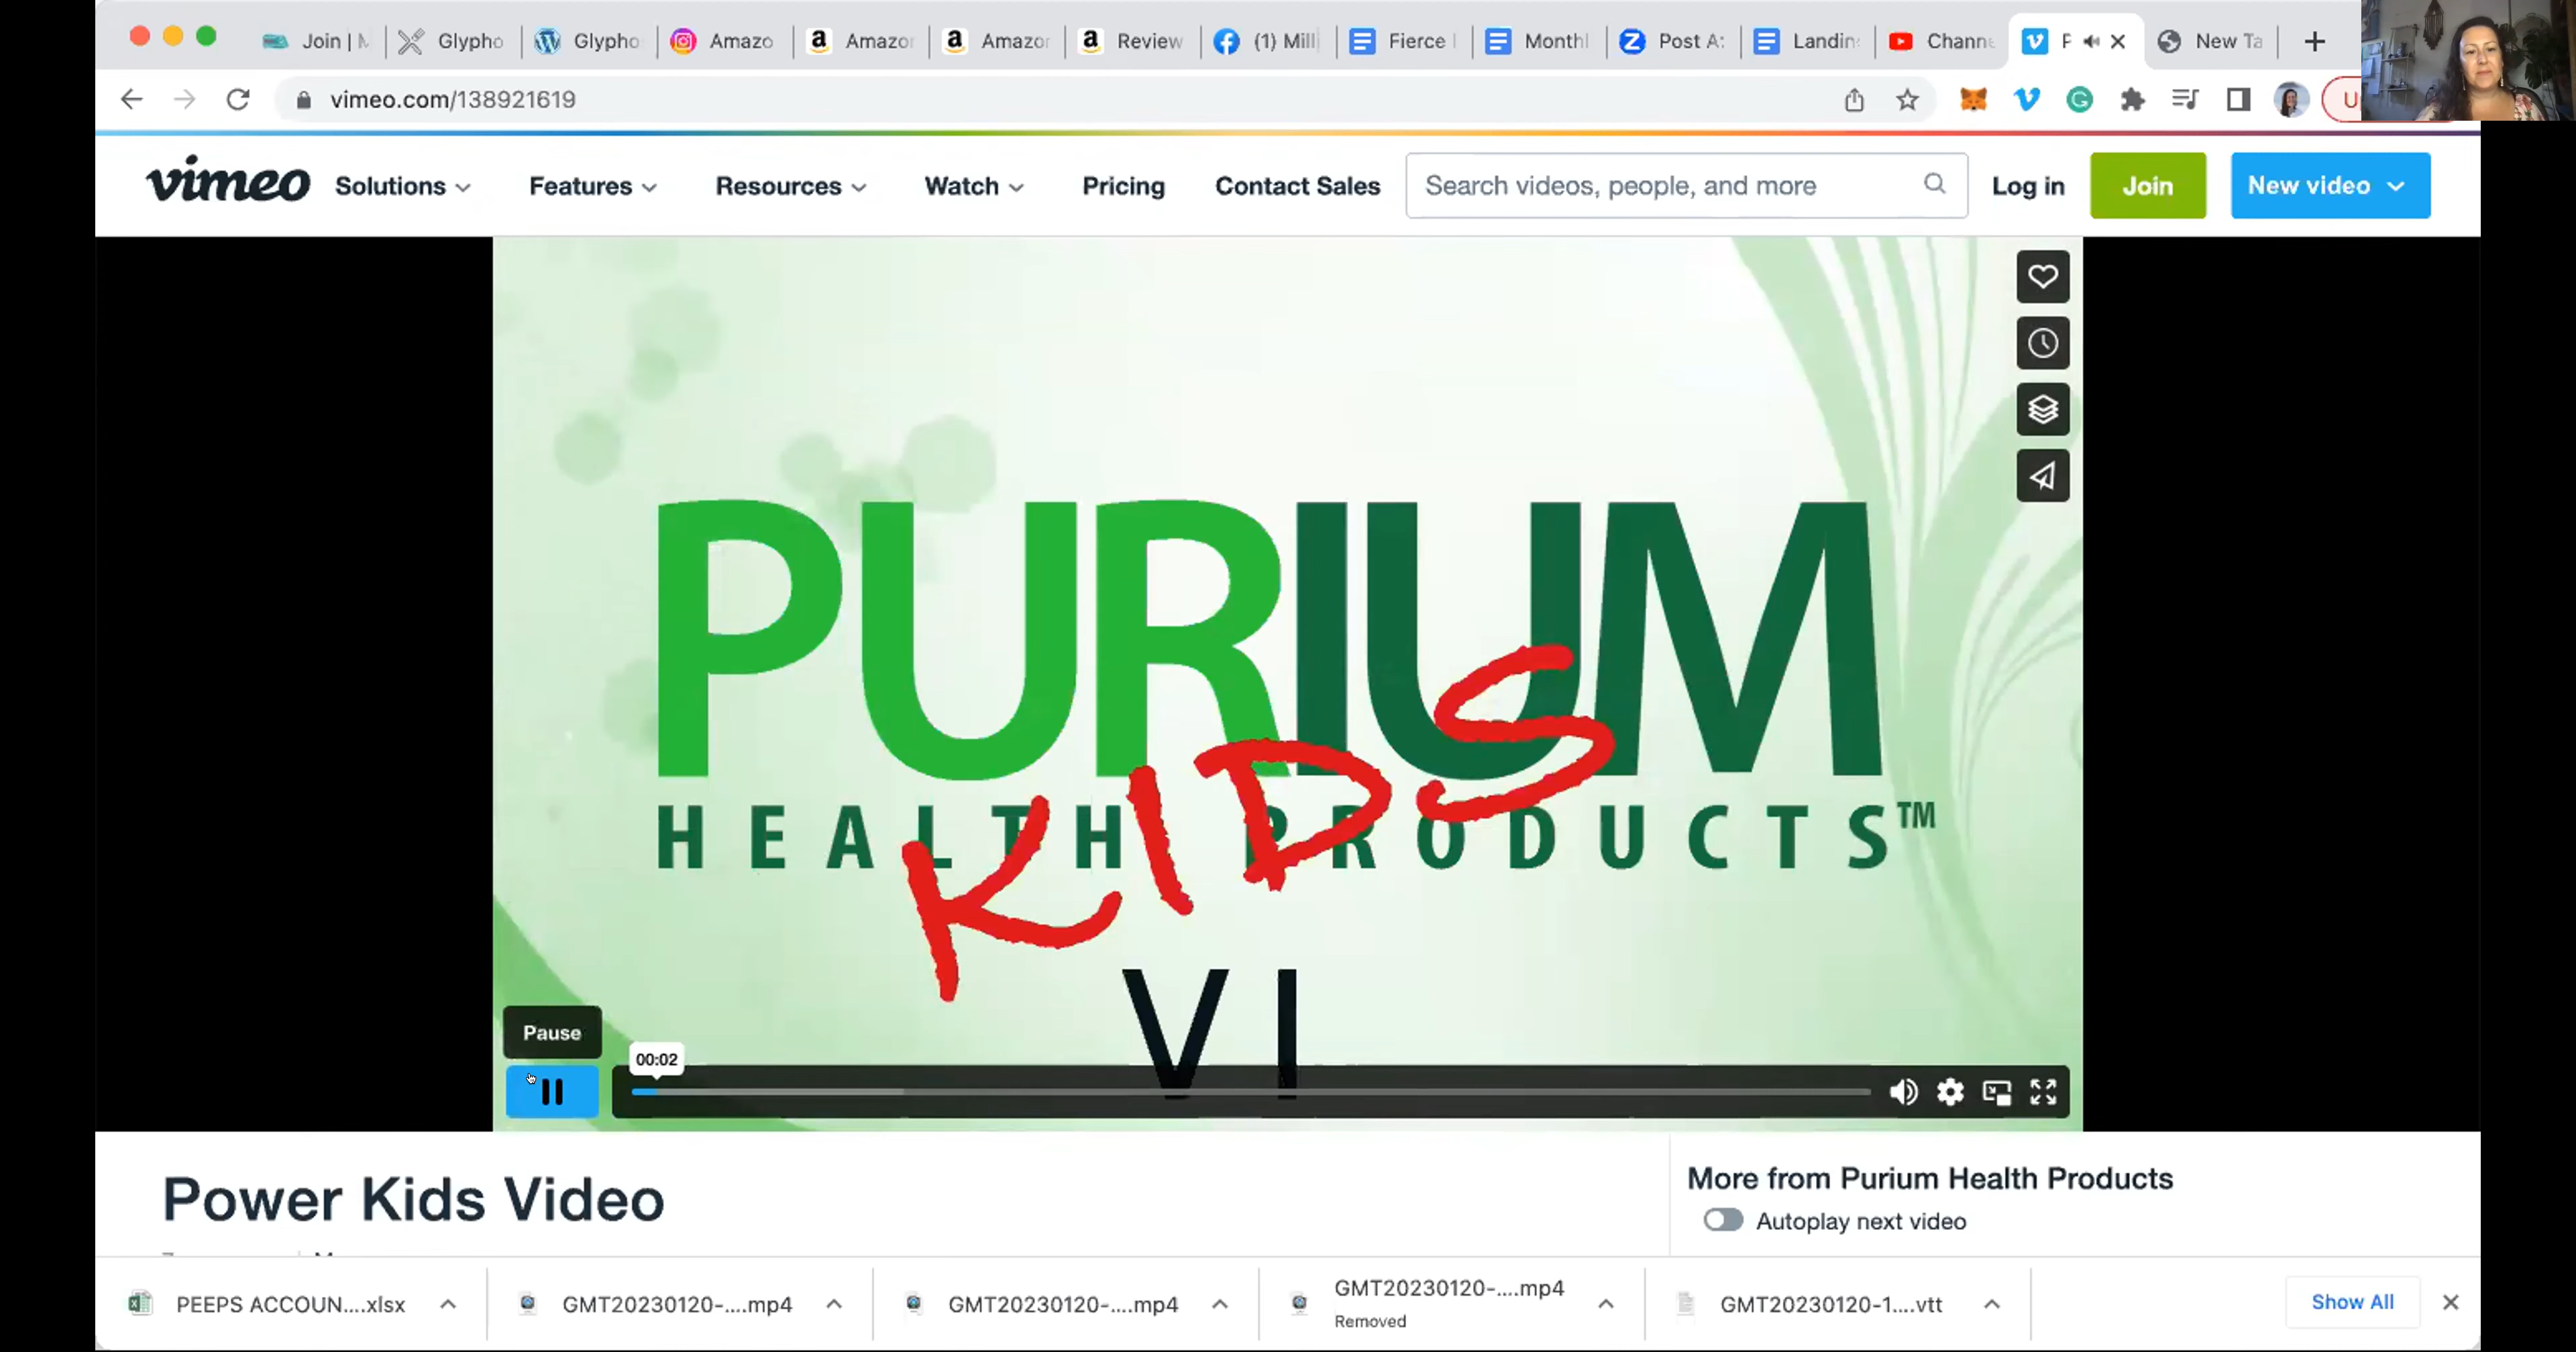 Join | M
Glypho
Glypho
Amazo
Amazon
Amazon
Review
(1) Mill
Fierce
Monthl
Post A
Landin
Channe
New Ta
vimeo.com/138921619
vimeo
Solutions
Features
Resources
Watch
Pricing
Contact Sales
Search videos, people, and more
Log in
Join
New video
PURIUM
HEALTH PRODUCTS™
KIDS
VI
Pause
00:02
Power Kids Video
More from Purium Health Products
Autoplay next video
PEEPS ACCOUN....xlsx
GMT20230120-....mp4
GMT20230120-....mp4
GMT20230120-....mp4
Removed
GMT20230120-1....vtt
Show All